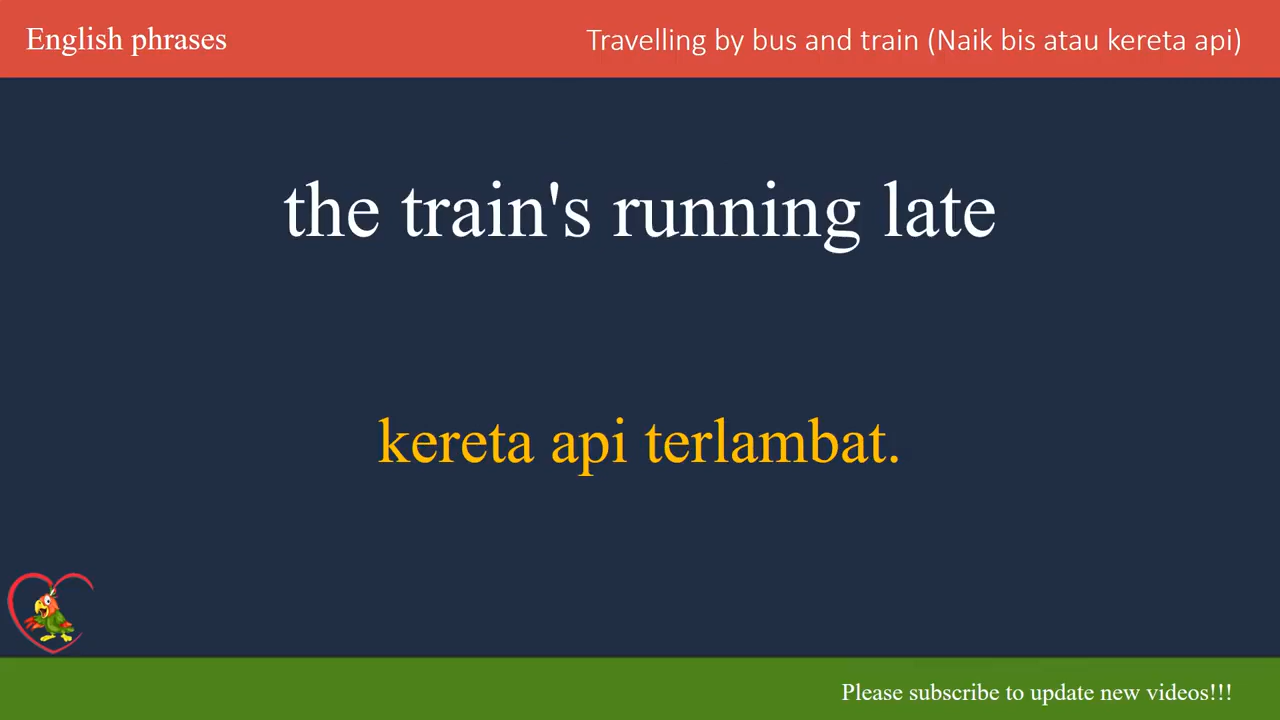 English phrases
Travelling by bus and train (Naik bis atau kereta api)
the train's running late
kereta api terlambat.
Please subscribe to update new videos!!!